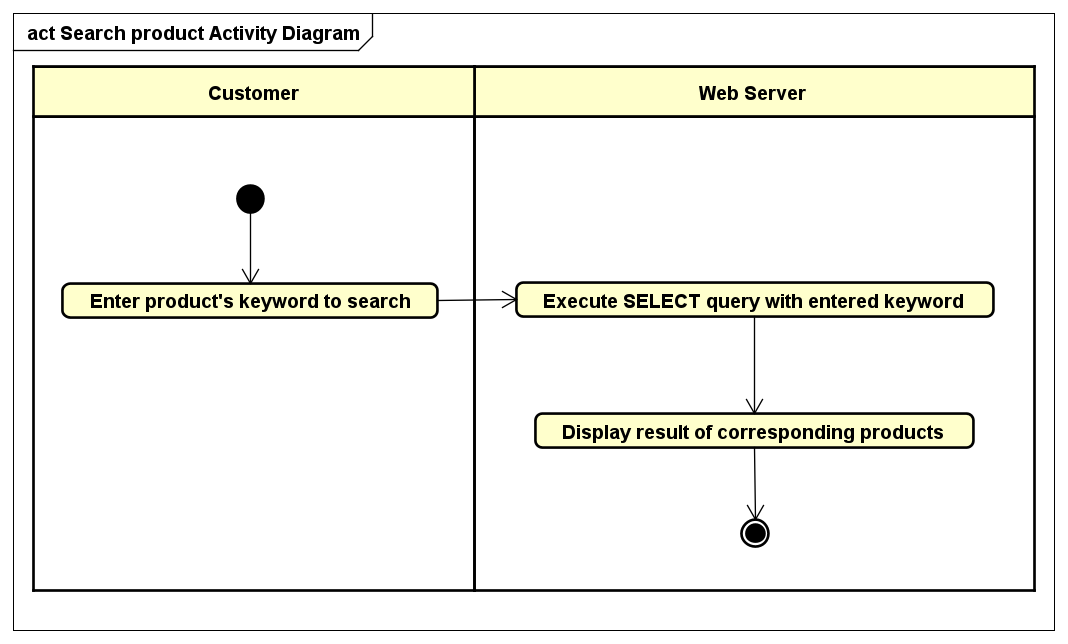 act Search product Activity Diagram
Customer
Web Server
Enter product's keyword to search
Execute SELECT query with entered keyword
Display result of corresponding products